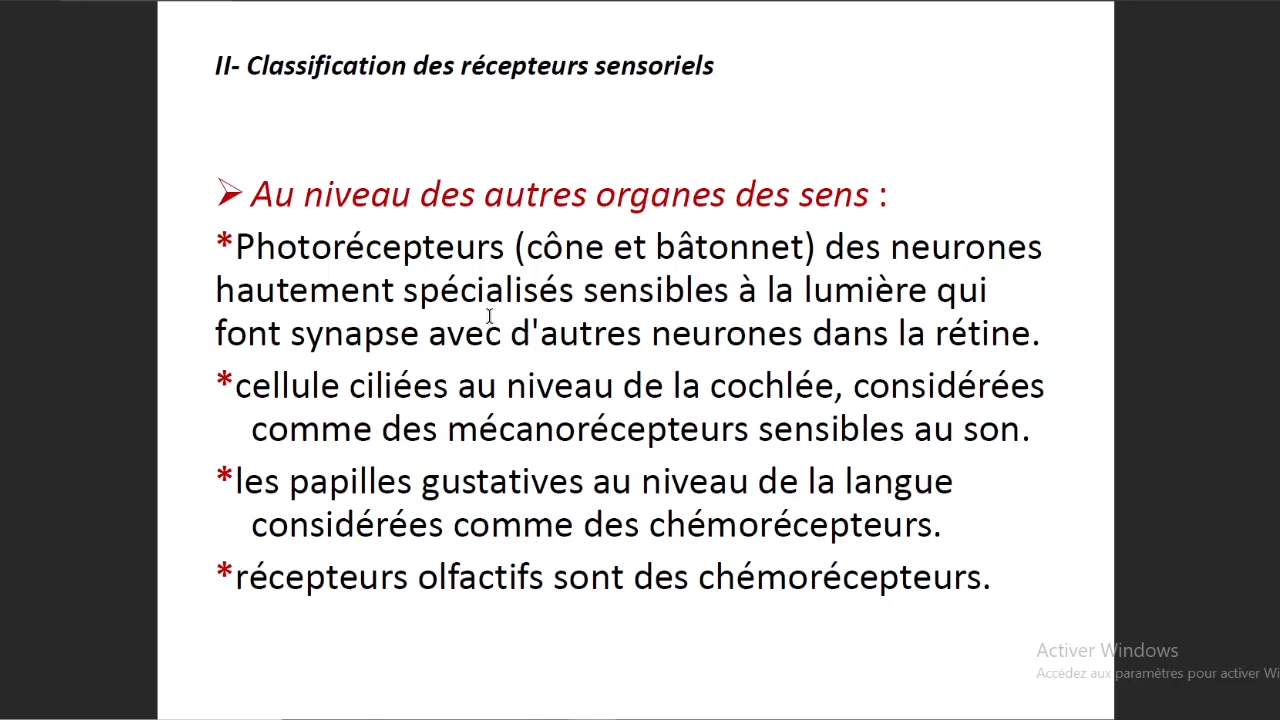 II- Classification des récepteurs sensoriels
➢ Au niveau des autres organes des sens :
*Photorécepteurs (cône et bâtonnet) des neurones
hautement spécialisés sensibles à la lumière qui
font synapse avec d'autres neurones dans la rétine.
*cellule ciliées au niveau de la cochlée, considérées
comme des mécanorécepteurs sensibles au son.
*les papilles gustatives au niveau de la langue
considérées comme des chémorécepteurs.
*récepteurs olfactifs sont des chémorécepteurs.
Activer Windows
Accédez aux paramètres pour activer Wi